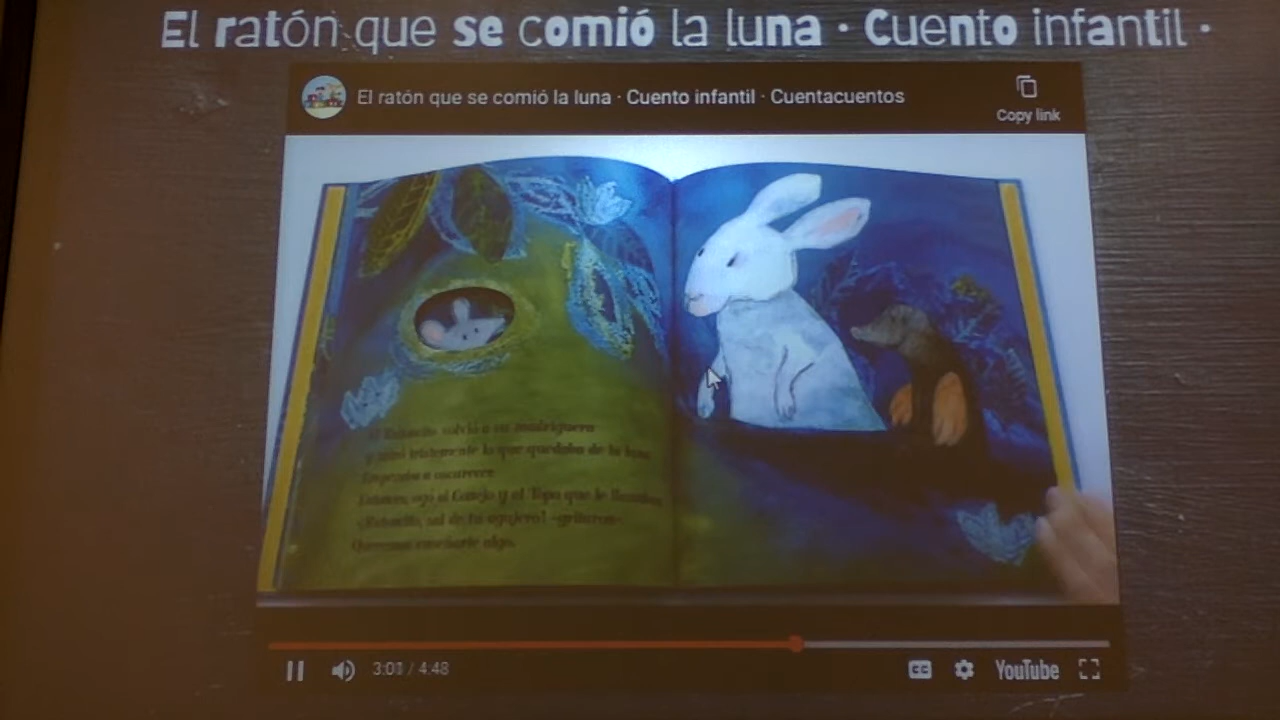 El ratón que se comió la luna · Cuento infantil ·
El ratón que se comió la luna · Cuento infantil · Cuentacuentos
Copy link
El Ratoncito volvió a su madriguera
y miró tristemente lo que quedaba de la luna.
Empezaba a oscurecer.
Entonces, oyó al Conejo y al Topo que le llamaban.
¡Ratoncito, sal de tu agujero! –gritaron–.
Queremos enseñarte algo.
3:01 / 4:48
CC
YouTube